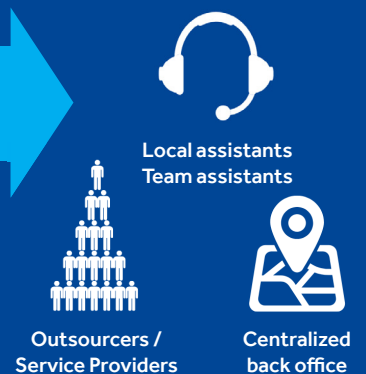 Local assistants
Team assistants
Outsourcers /
Service Providers
Centralized
back office